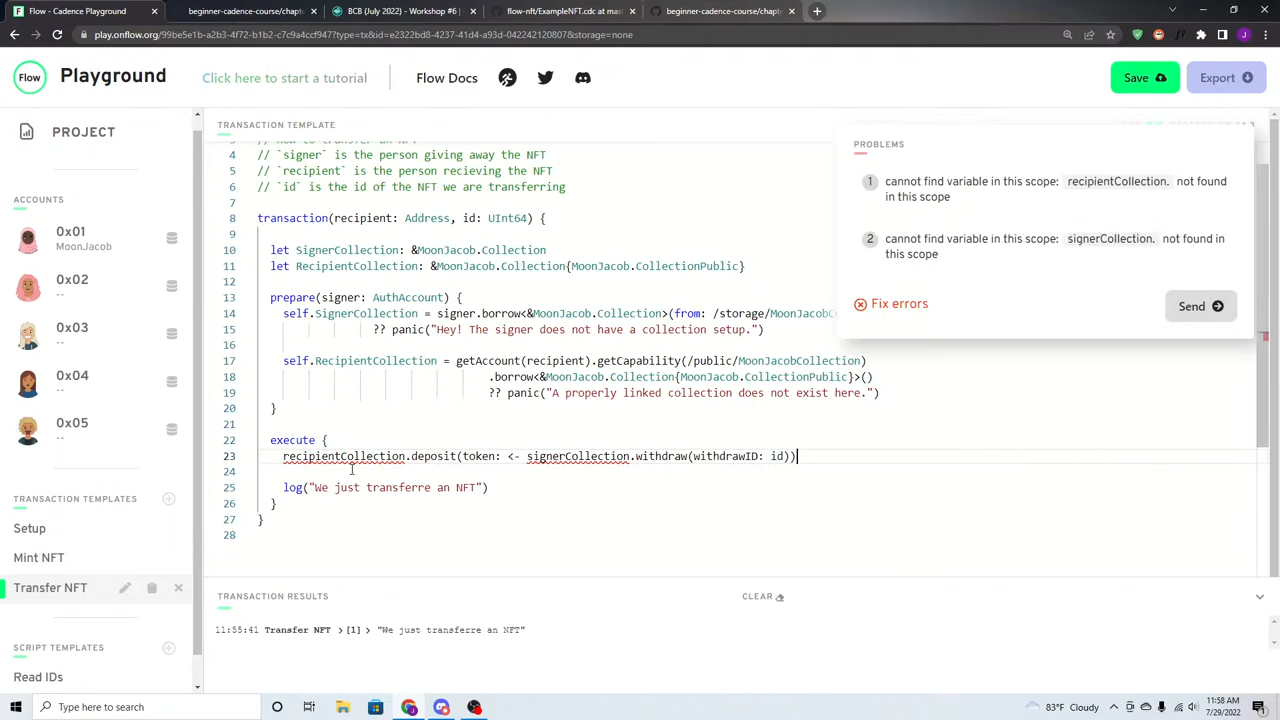 Flow - Cadence Playground
beginner-cadence-course/chapte
BCB (July 2022) - Workshop #6 |
flow-nft/ExampleNFT.cdc at mast
beginner-cadence-course/chapte
play.onflow.org/99be5e1b-a2b3-4f72-b1b2-c7c9a4ccf947?type=tx&id=e2322bd8-4237-41d4-a93d-042242120807&storage=none
Flow
Playground
Click here to start a tutorial
Flow Docs
Save
Export
PROJECT
ACCOUNTS
0x01
MoonJacob
0x02
--
0x03
--
0x04
--
0x05
--
TRANSACTION TEMPLATES
Setup
Mint NFT
Transfer NFT
SCRIPT TEMPLATES
Read IDs
TRANSACTION TEMPLATE
4 // `signer` is the person giving away the NFT
5 // `recipient` is the person recieving the NFT
6 // `id` is the id of the NFT we are transferring
7
8 transaction(recipient: Address, id: UInt64) {
9
10 let SignerCollection: &MoonJacob.Collection
11 let RecipientCollection: &MoonJacob.Collection{MoonJacob.CollectionPublic}
12
13 prepare(signer: AuthAccount) {
14 self.SignerCollection = signer.borrow<&MoonJacob.Collection>(from: /storage/MoonJacobC
15 ?? panic("Hey! The signer does not have a collection setup.")
16
17 self.RecipientCollection = getAccount(recipient).getCapability(/public/MoonJacobCollection)
18 .borrow<&MoonJacob.Collection{MoonJacob.CollectionPublic}>()
19 ?? panic("A properly linked collection does not exist here.")
20 }
21
22 execute {
23 recipientCollection.deposit(token: <- signerCollection.withdraw(withdrawID: id))
24
25 log("We just transferre an NFT")
26 }
27 }
28
PROBLEMS
1 cannot find variable in this scope: recipientCollection. not found
in this scope
2 cannot find variable in this scope: signerCollection. not found in
this scope
Fix errors
Send
TRANSACTION RESULTS
CLEAR
11:55:41 Transfer NFT >[1]> "We just transferre an NFT"
Type here to search
83°F Cloudy
11:58 AM
7/29/2022